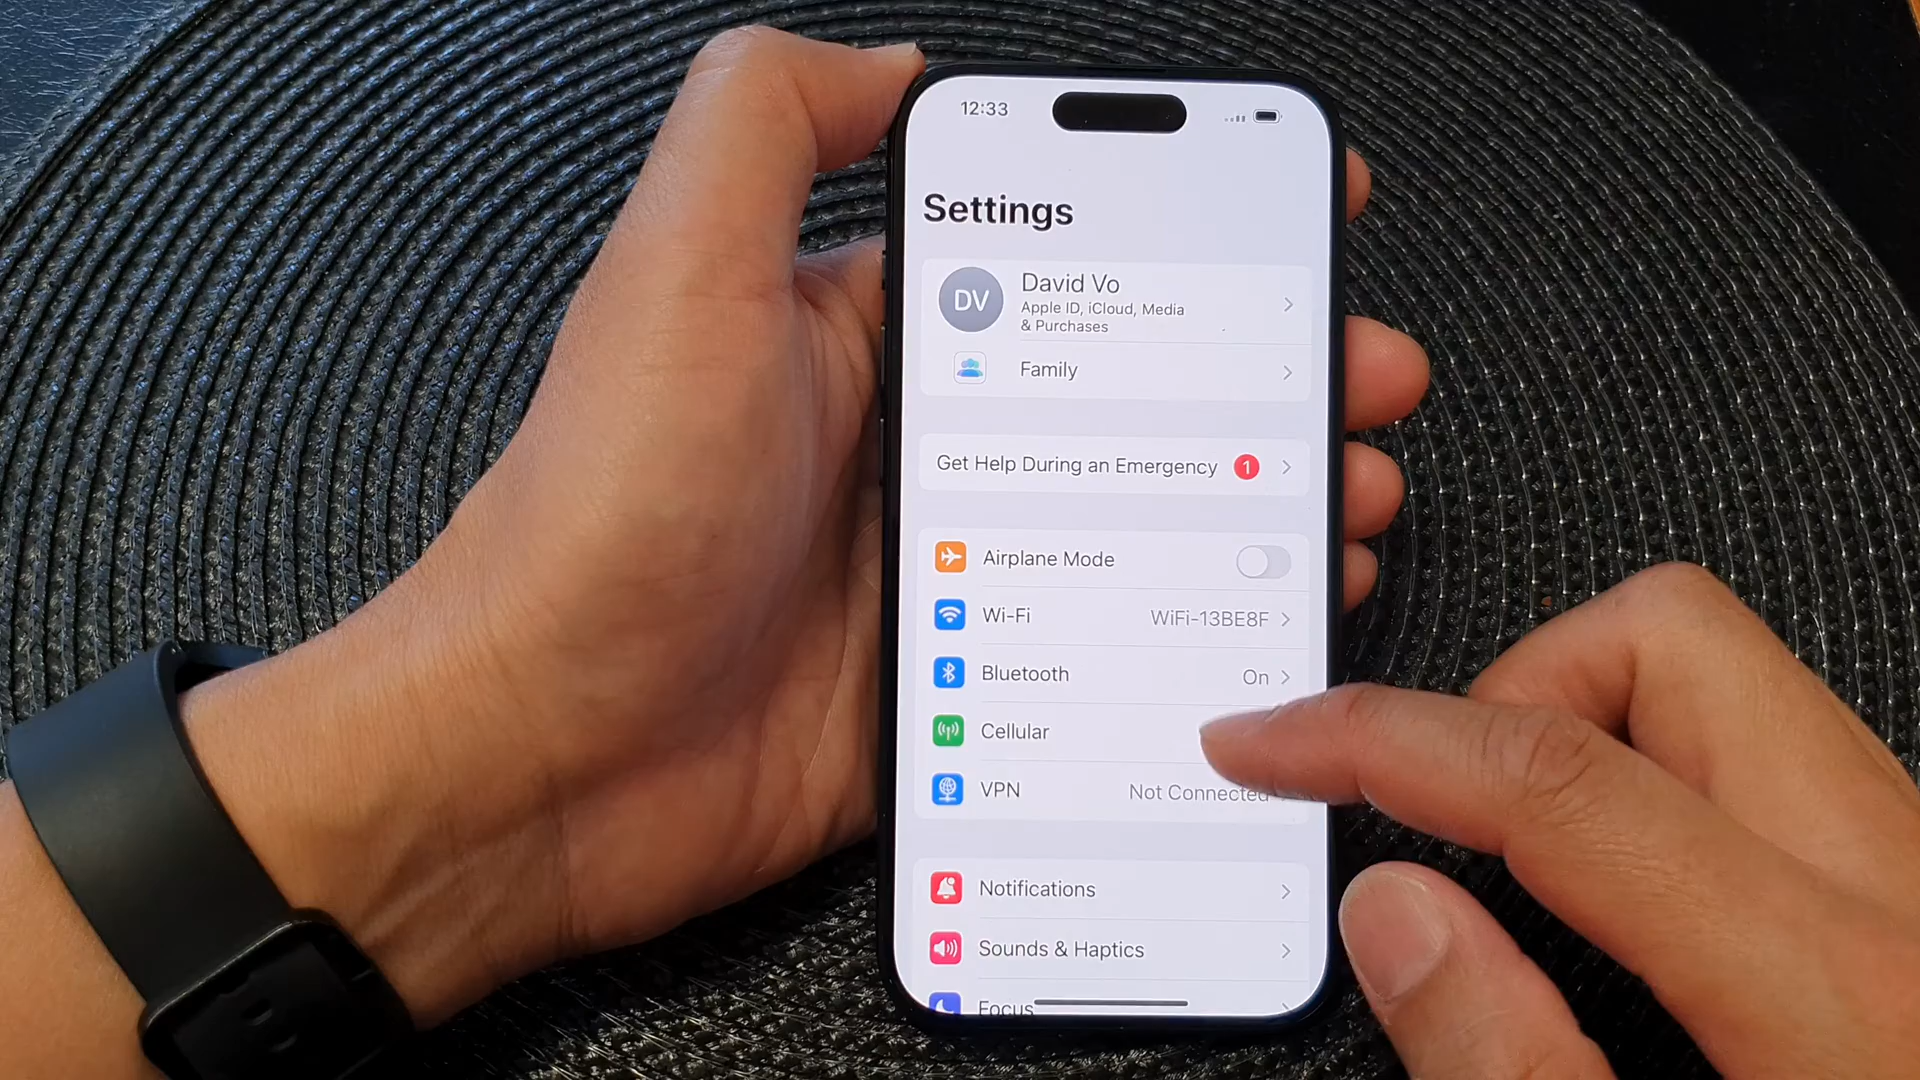 12:33
Settings
DV
David Vo
Apple ID, iCloud, Media
& Purchases
Family
Get Help During an Emergency 1
Airplane Mode
Wi-Fi WiFi-13BE8F
Bluetooth On
Cellular
VPN Not Connected
Notifications
Sounds & Haptics
Focus